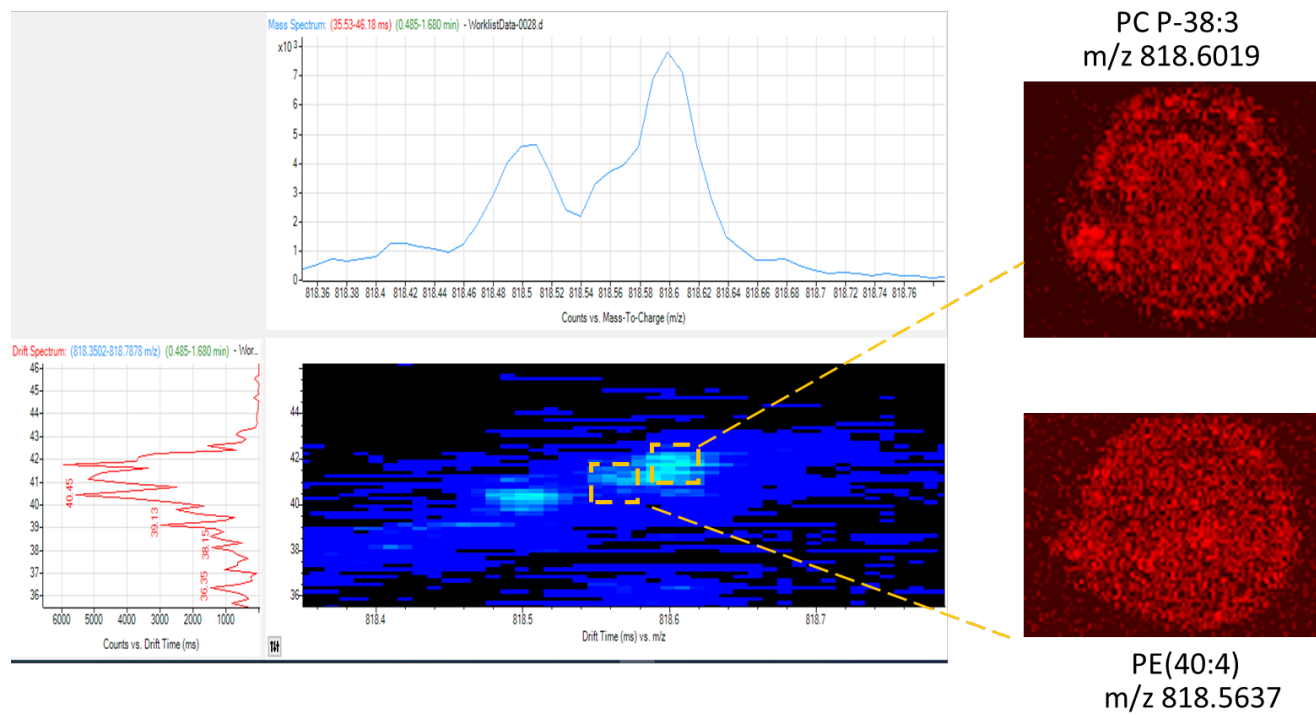 Mass Spectrum: (35.53-46.18 ms) (0.485-1.680 min) - WorklistData-0028.d
x10 3
7
6
5
4
3
2
1
0
818.36 818.38 818.4 818.42 818.44 818.46 818.48 818.5 818.52 818.54 818.56 818.58 818.6 818.62 818.64 818.66 818.68 818.7 818.72 818.74 818.76
Counts vs. Mass-To-Charge (m/z)
Drift Spectrum: (818.3502-818.7878 m/z) (0.485-1.680 min) - Wor...
46
45
44
43
42
41
40
39
38
37
36
40.45
39.13
38.15
36.35
6000 5000 4000 3000 2000 1000 0
Counts vs. Drift Time (ms)
44
42
40
38
36
818.4 818.5 818.6 818.7
Drift Time (ms) vs. m/z
PC P-38:3
m/z 818.6019
PE(40:4)
m/z 818.5637